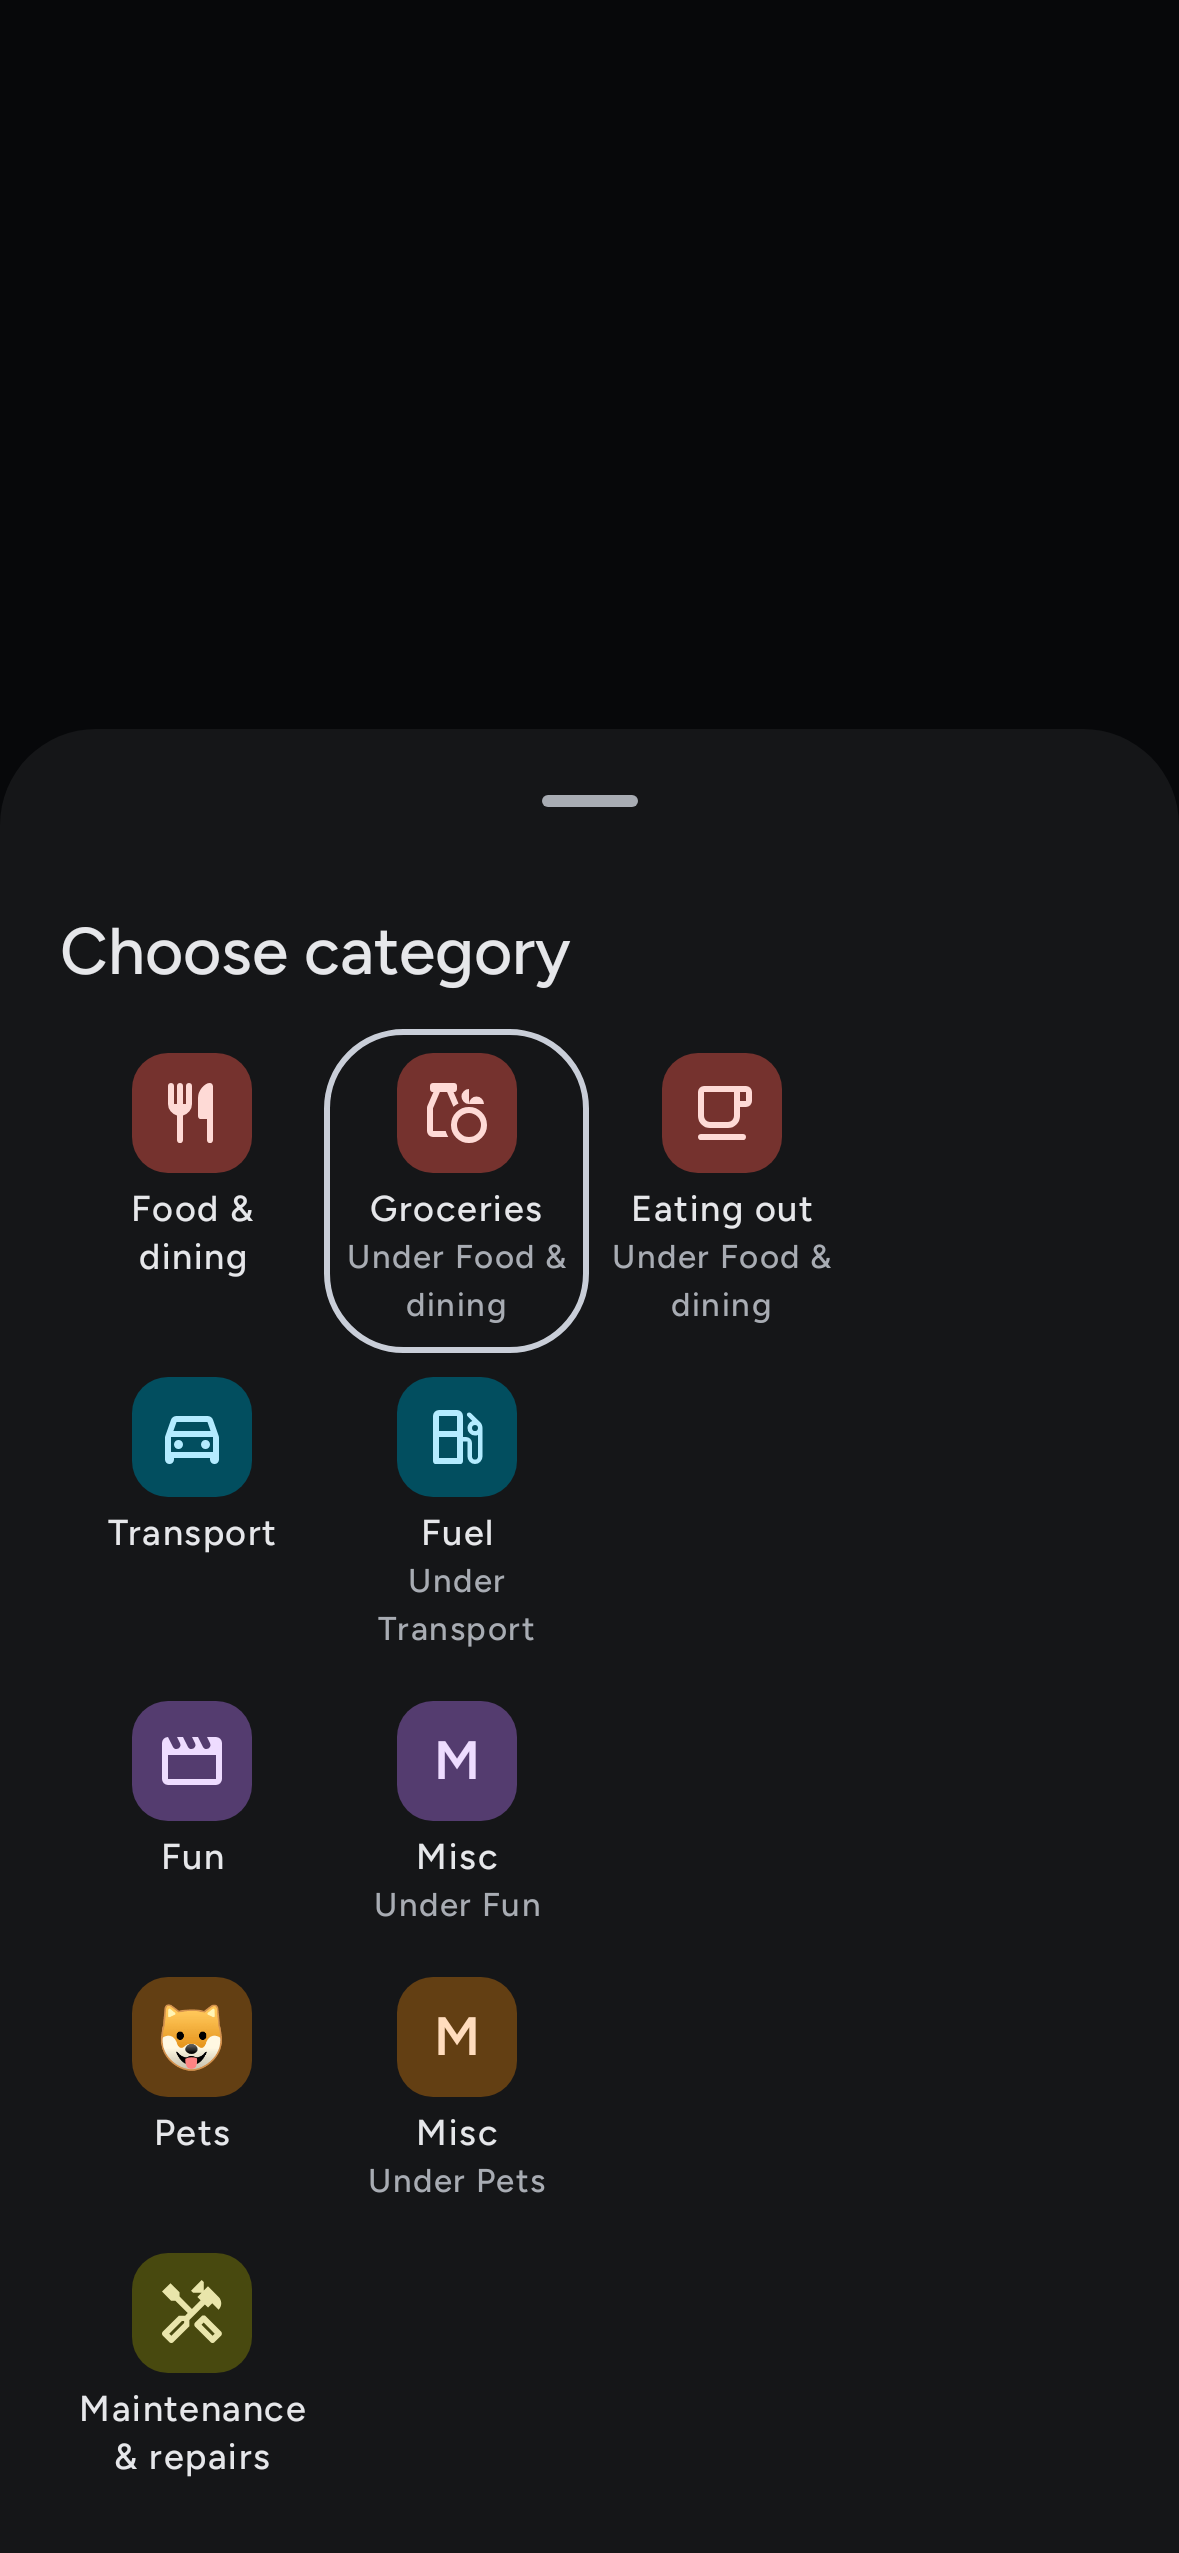 Choose category
Food &
dining
Groceries
Under Food &
dining
Eating out
Under Food &
dining
Transport
Fuel
Under
Transport
Fun
M
Misc
Under Fun
Pets
M
Misc
Under Pets
Maintenance
& repairs